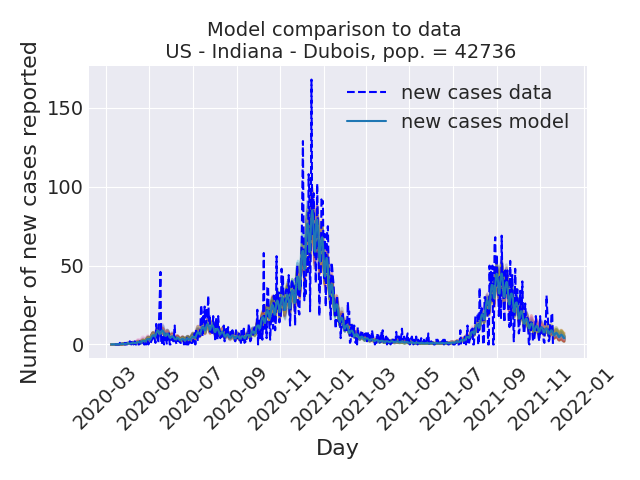 Model comparison to data
US - Indiana - Dubois, pop. = 42736
Number of new cases reported
150
100
50
0
new cases data
new cases model
2020-03
2020-05
2020-07
2020-09
2020-11
2021-01
2021-03
2021-05
2021-07
2021-09
2021-11
2022-01
Day